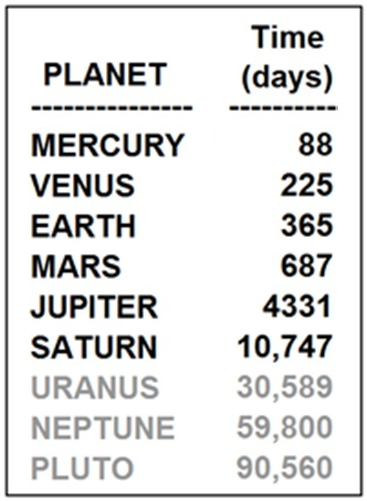 Time
PLANET (days)
--------------- ----------
MERCURY 88
VENUS 225
EARTH 365
MARS 687
JUPITER 4331
SATURN 10,747
URANUS 30,589
NEPTUNE 59,800
PLUTO 90,560